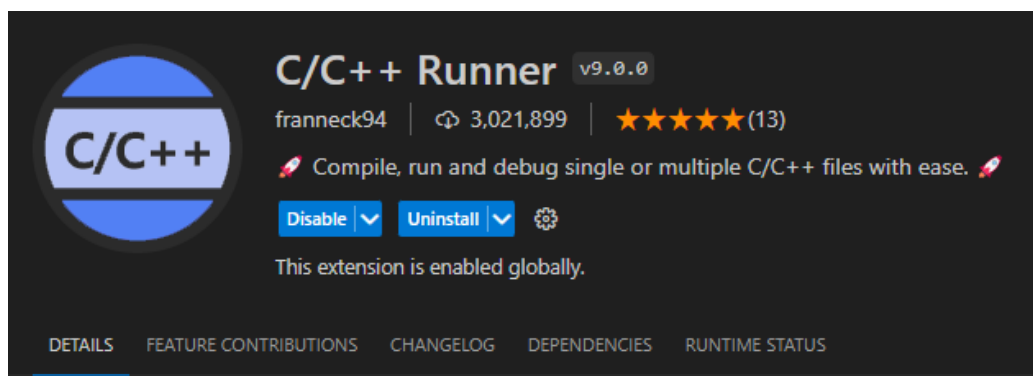 C/C++
C/C++ Runner v9.0.0
franneck94 3,021,899 ★★★★★(13)
🚀 Compile, run and debug single or multiple C/C++ files with ease. 🚀
Disable Uninstall
This extension is enabled globally.
DETAILS FEATURE CONTRIBUTIONS CHANGELOG DEPENDENCIES RUNTIME STATUS